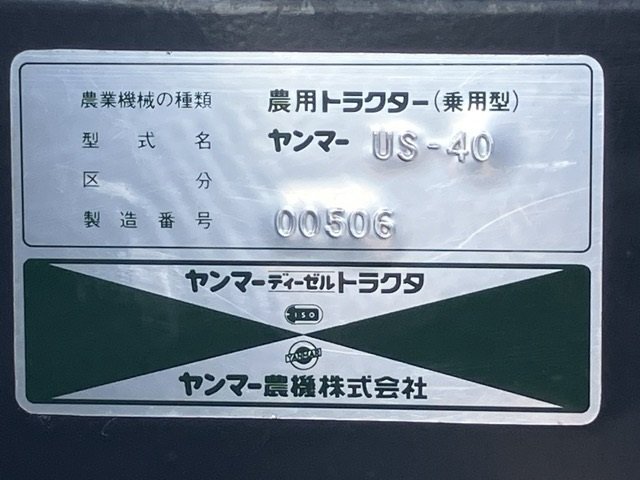 農業機械の種類 農用トラクター(乗用型)
型式名 ヤンマー US-40
区分
製造番号 00506
ヤンマーディーゼルトラクタ
ISO
YANMAR
ヤンマー農機株式会社